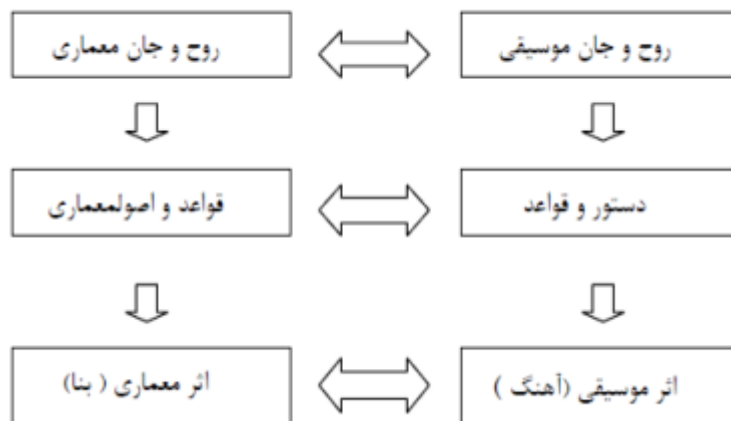 روح و جان موسیقی
روح و جان معماری
دستور و قواعد
قواعد و اصولمعماری
اثر موسیقی (آهنگ )
اثر معماری ( بنا)